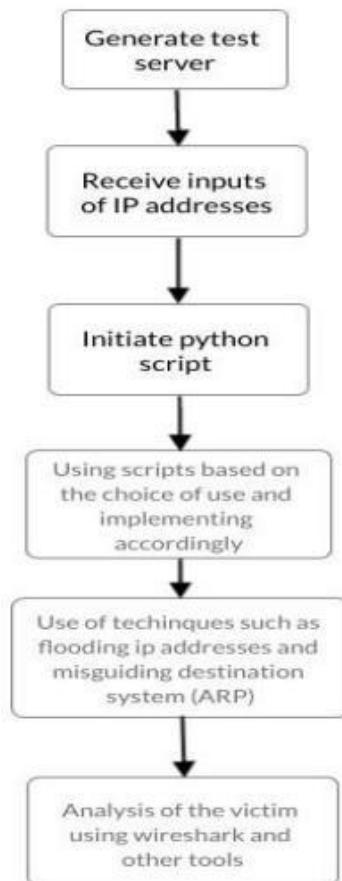 Generate test
server
Receive inputs
of IP addresses
Initiate python
script
Using scripts based on
the choice of use and
implementing
accordingly
Use of techinques such as
flooding ip addresses and
misguiding destination
system (ARP)
Analysis of the victim
using wireshark and
other tools